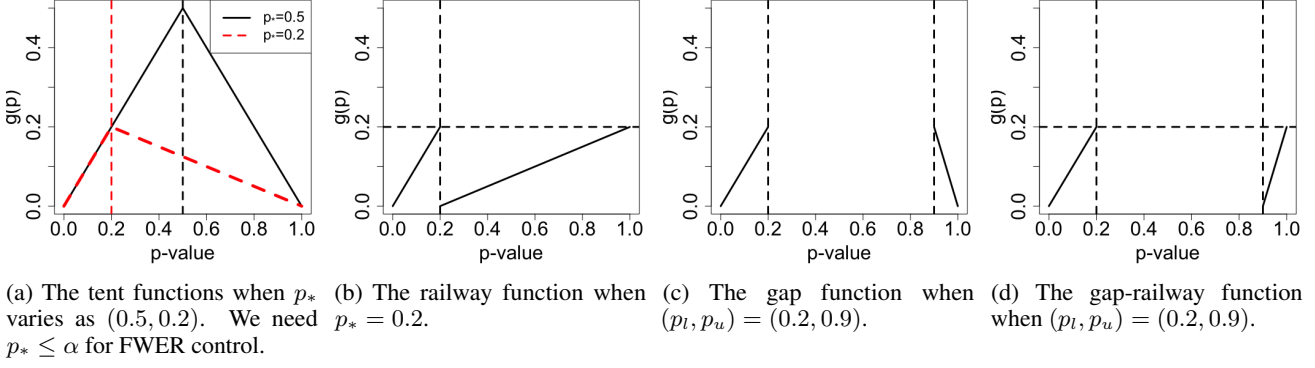 p*=0.5
p*=0.2
g(p)
0.4
0.2
0.0
0.0 0.2 0.4 0.6 0.8 1.0
p-value
g(p)
0.4
0.2
0.0
0.0 0.2 0.4 0.6 0.8 1.0
p-value
g(p)
0.4
0.2
0.0
0.0 0.2 0.4 0.6 0.8 1.0
p-value
g(p)
0.4
0.2
0.0
0.0 0.2 0.4 0.6 0.8 1.0
p-value
(a) The tent functions when p∗
varies as (0.5, 0.2). We need
p∗ ≤ α for FWER control.
(b) The railway function when
p∗ = 0.2.
(c) The gap function when
(pl, pu) = (0.2, 0.9).
(d) The gap-railway function
when (pl, pu) = (0.2, 0.9).